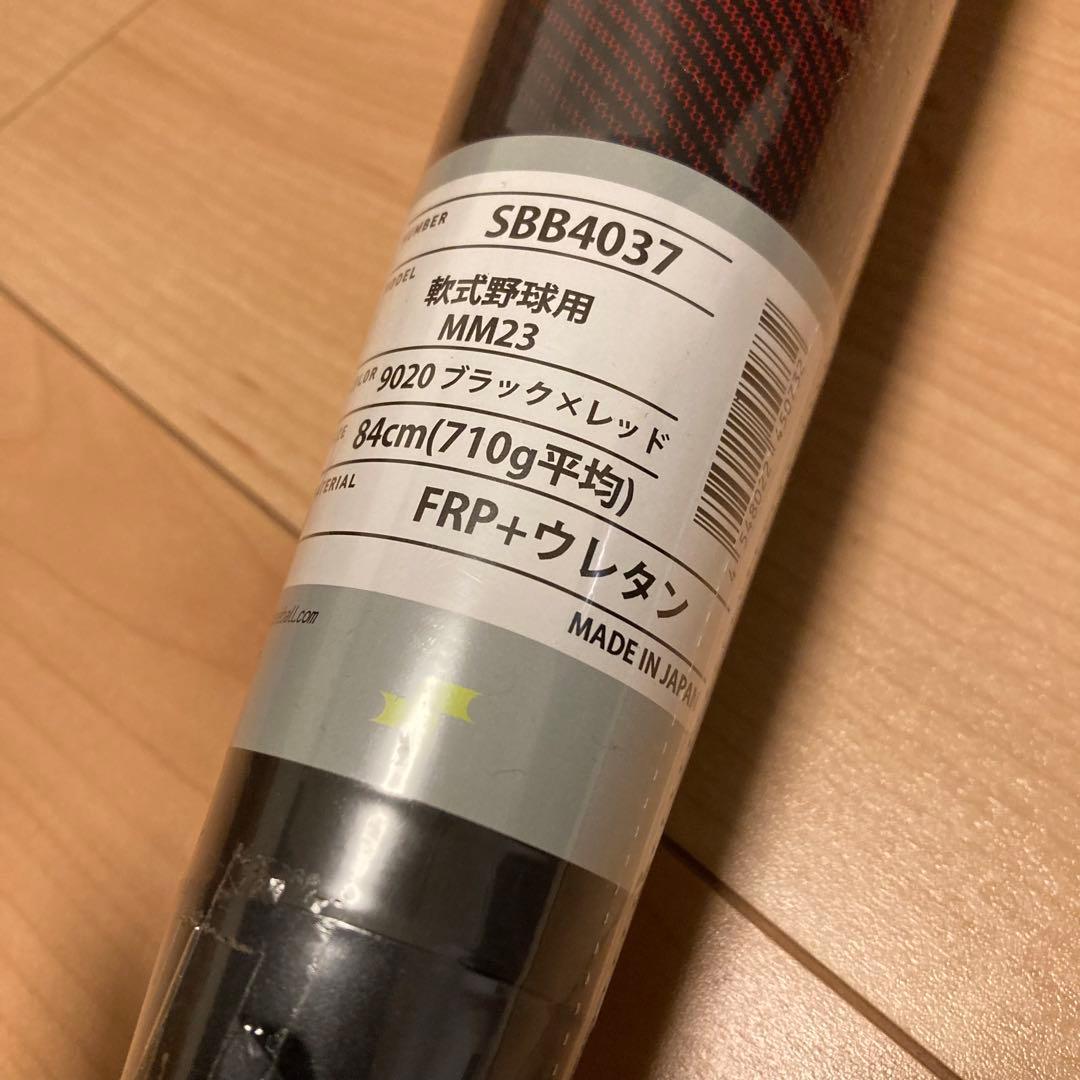 SBB4037
軟式野球用
MM23
9020 ブラック×レッド
84cm(710g平均)
FRP+ウレタン
MADE IN JAPAN